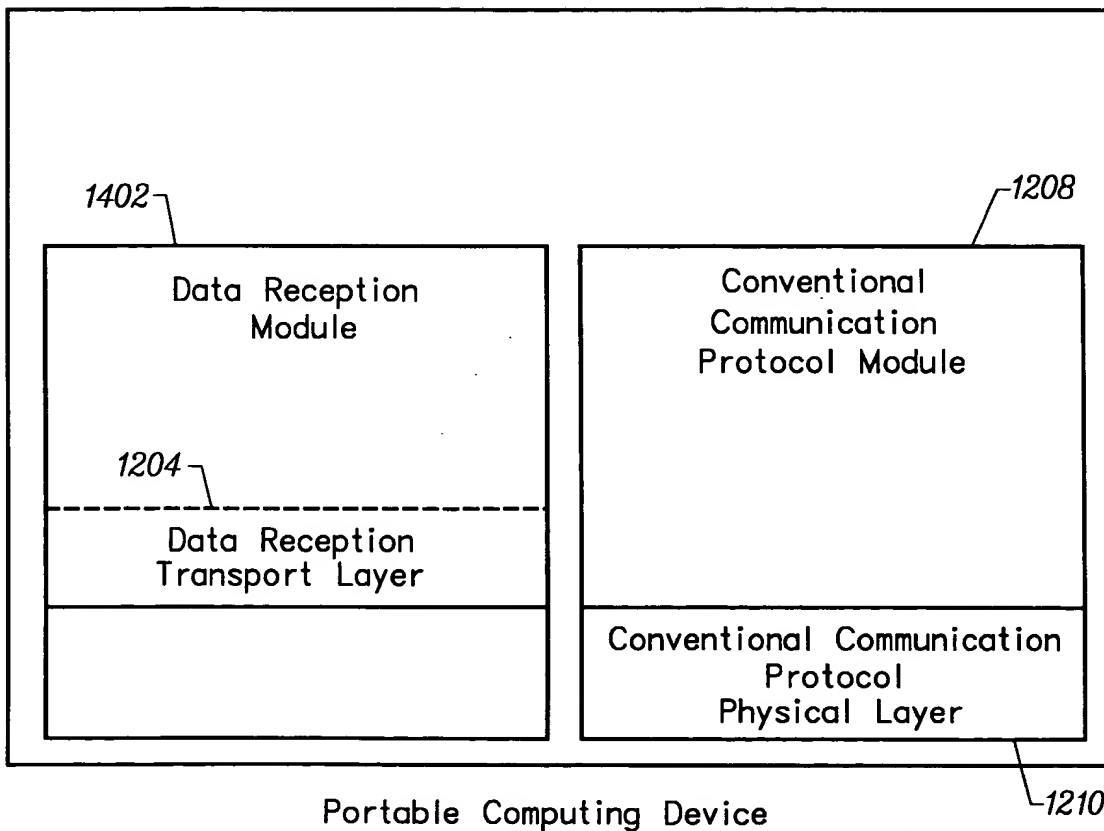 1402
1208
Data Reception
Module
Conventional
Communication
Protocol Module
1204
Data Reception
Transport Layer
Conventional Communication
Protocol
Physical Layer
Portable Computing Device
1210